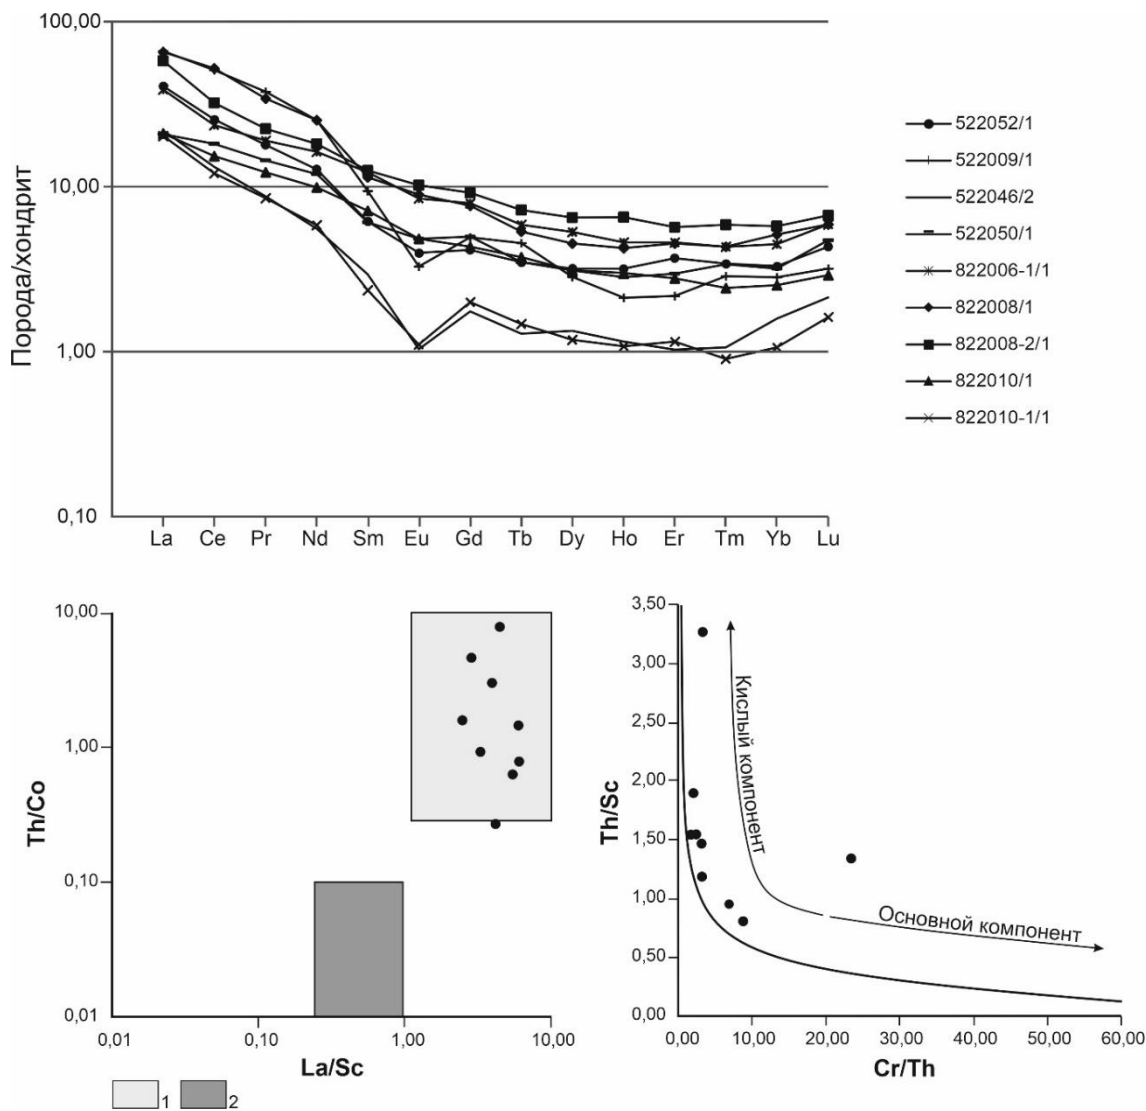 100,00
10,00
1,00
0,10
Порода/хондрит
La Ce Pr Nd Sm Eu Gd Tb Dy Ho Er Tm Yb Lu
522052/1
522009/1
522046/2
522050/1
822006-1/1
822008/1
822008-2/1
822010/1
822010-1/1
10,00
1,00
0,10
0,01
Th/Co
0,01 0,10 1,00 10,00
La/Sc
1 2
3,50
3,00
2,50
2,00
1,50
1,00
0,50
0,00
Th/Sc
Кислый компонент
Основной компонент
0,00 10,00 20,00 30,00 40,00 50,00 60,00
Cr/Th